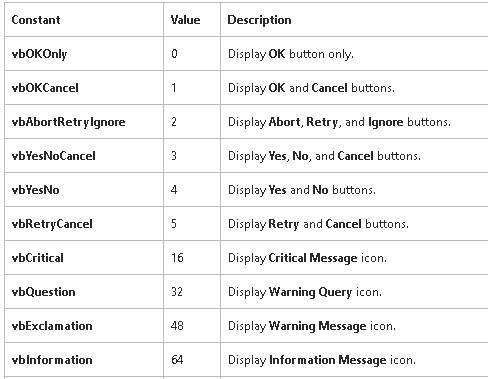 Constant Value Description
vbOKOnly 0 Display OK button only.
vbOKCancel 1 Display OK and Cancel buttons.
vbAbortRetryIgnore 2 Display Abort, Retry, and Ignore buttons.
vbYesNoCancel 3 Display Yes, No, and Cancel buttons.
vbYesNo 4 Display Yes and No buttons.
vbRetryCancel 5 Display Retry and Cancel buttons.
vbCritical 16 Display Critical Message icon.
vbQuestion 32 Display Warning Query icon.
vbExclamation 48 Display Warning Message icon.
vbInformation 64 Display Information Message icon.